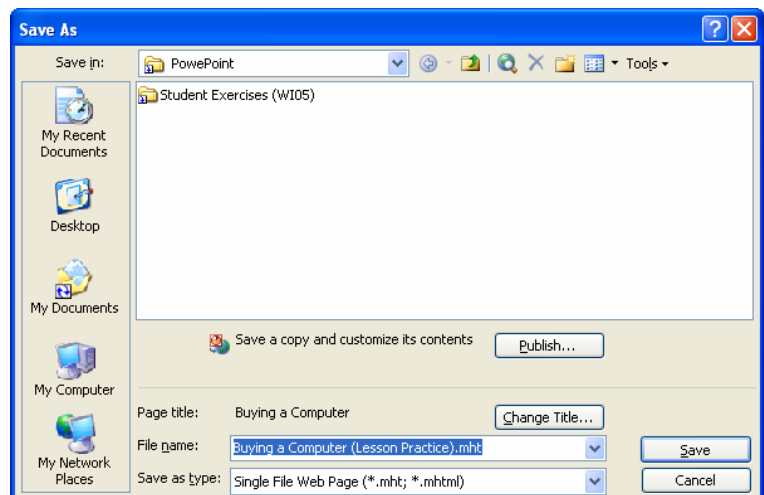 Save As
Save in:
PowePoint
Tools
Student Exercises (WI05)
My Recent
Documents
Desktop
My Documents
My Computer
My Network
Places
Save a copy and customize its contents
Publish...
Page title:
Buying a Computer
Change Title...
File name:
Buying a Computer (Lesson Practice).mht
Save
Save as type:
Single File Web Page (*.mht; *.mhtml)
Cancel